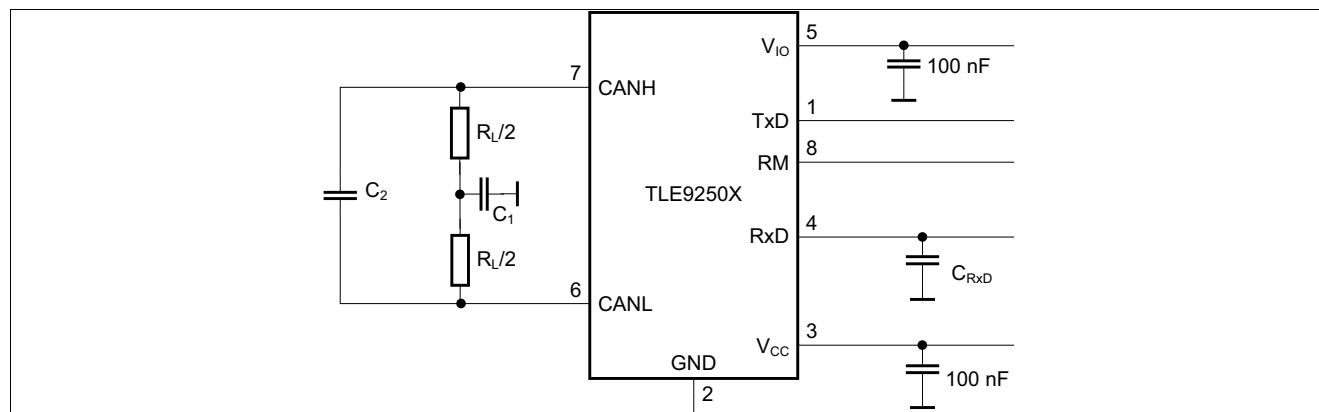 5
V_IO
100 nF
7
CANH
R_L/2
1
TxD
8
RM
C_2
C_1
TLE9250X
4
RxD
R_L/2
C_RxD
6
CANL
3
V_CC
GND
100 nF
2